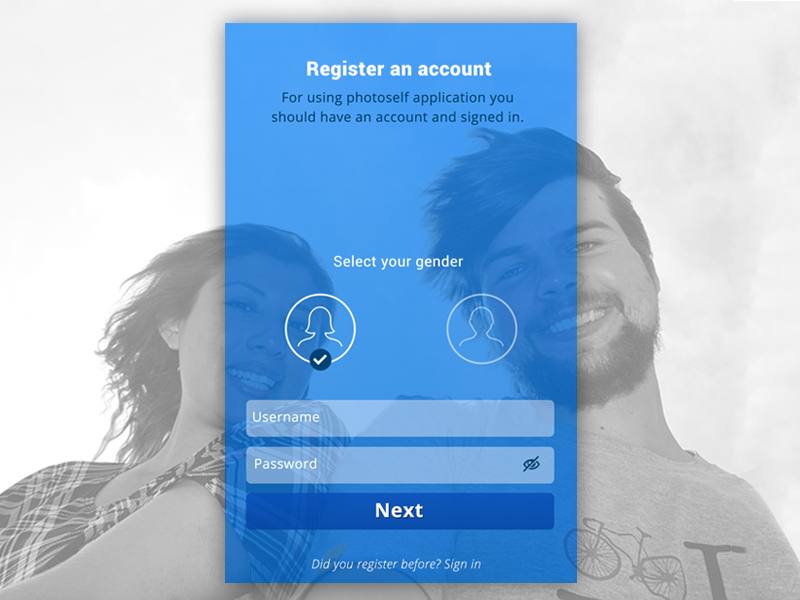 Register an account
For using photoself application you
should have an account and signed in.
Select your gender
Username
Password
Next
Did you register before? Sign in